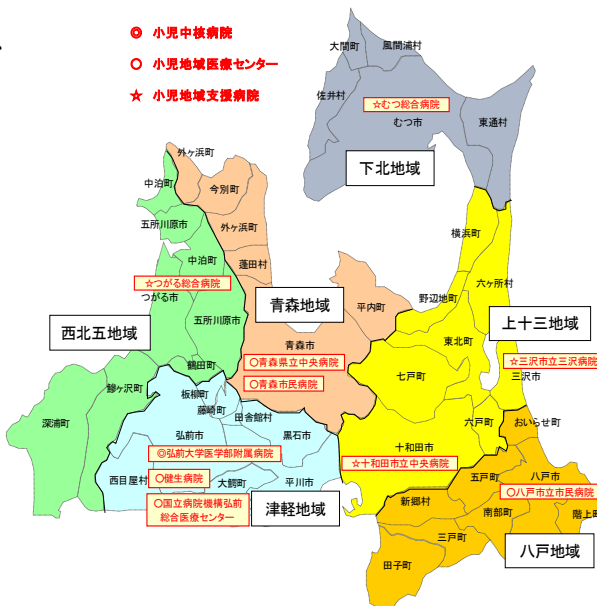 ◎ 小児中核病院
○ 小児地域医療センター
☆ 小児地域支援病院
大間町
風間浦村
佐井村
☆むつ総合病院
むつ市
東通村
下北地域
外ヶ浜町
中泊町
今別町
五所川原市
外ヶ浜町
中泊町
蓬田村
☆つがる総合病院
つがる市
五所川原市
青森地域
平内町
西北五地域
青森市
○青森県立中央病院
○青森市民病院
鶴田町
鰺ヶ沢町
深浦町
横浜町
六ヶ所村
野辺地町
上十三地域
東北町
☆三沢市立三沢病院
三沢市
七戸町
六戸町
おいらせ町
十和田市
☆十和田市立中央病院
板柳町
藤崎町
田舎館村
弘前市
黒石市
◎弘前大学医学部附属病院
西目屋村
○健生病院
大鰐町
平川市
○国立病院機構弘前
総合医療センター
津軽地域
五戸町
八戸市
○八戸市立市民病院
新郷村
南部町
階上町
三戸町
田子町
八戸地域